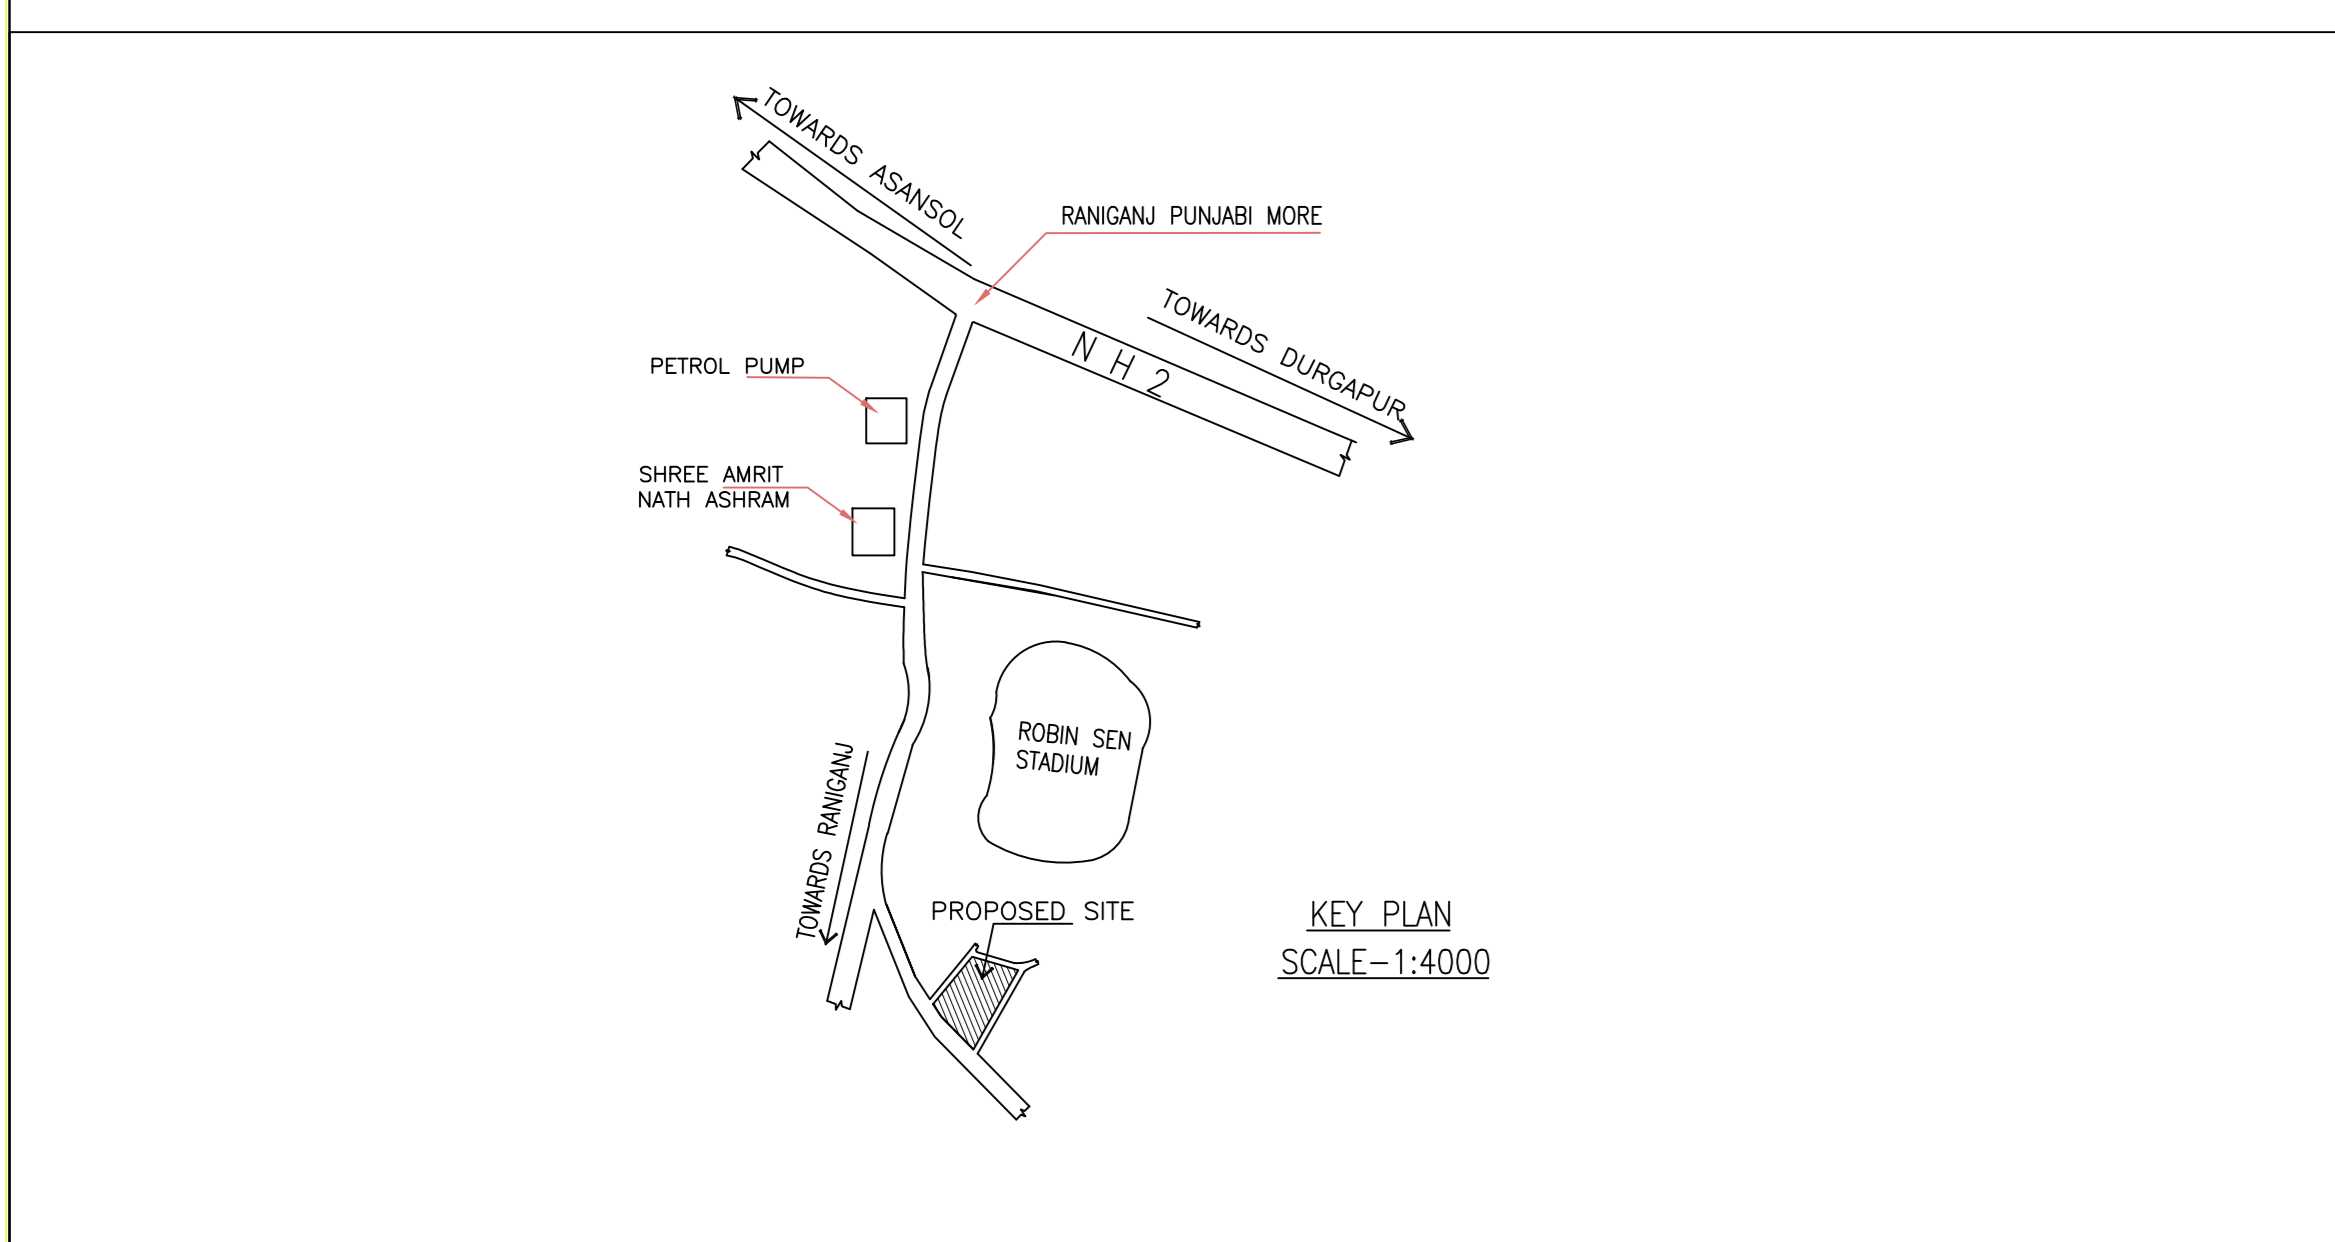 TOWARDS ASANSOL
RANIGANJ PUNJABI MORE
TOWARDS DURGAPUR
N H 2
PETROL PUMP
SHREE AMRIT
NATH ASHRAM
ROBIN SEN
STADIUM
TOWARDS RANIGANJ
PROPOSED SITE
KEY PLAN
SCALE-1:4000